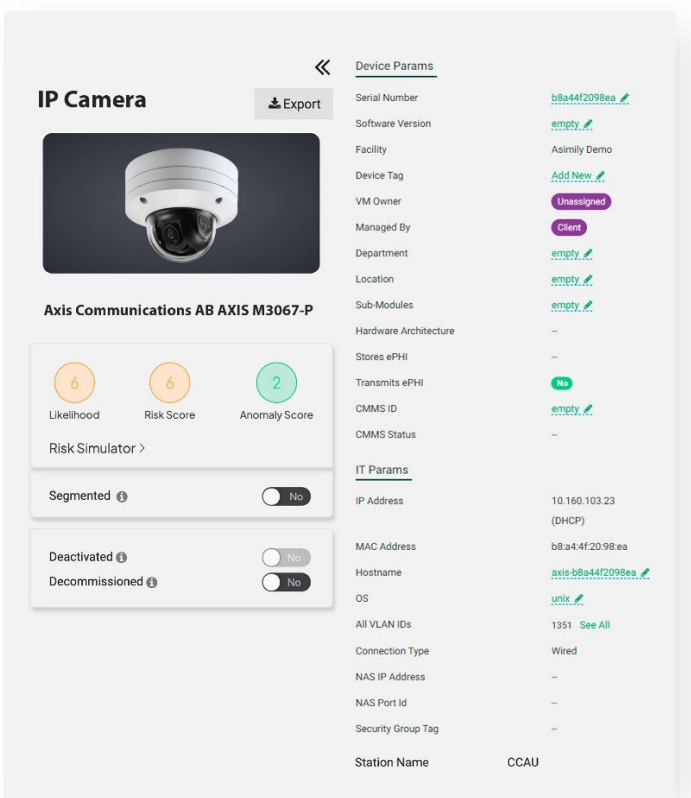 IP Camera
Export
Axis Communications AB AXIS M3067-P
6
6
2
Likelihood
Risk Score
Anomaly Score
Risk Simulator >
Segmented
No
Deactivated
No
Decommissioned
No
Device Params
Serial Number b8a44f2098ea
Software Version empty
Facility Asimily Demo
Device Tag Add New
VM Owner Unassigned
Managed By Client
Department empty
Location empty
Sub-Modules empty
Hardware Architecture --
Stores ePHI --
Transmits ePHI No
CMMS ID empty
CMMS Status --
IT Params
IP Address 10.160.103.23
(DHCP)
MAC Address b8:a4:4f:20:98:ea
Hostname axis-b8a44f2098ea
OS unix
All VLAN IDs 1351 See All
Connection Type Wired
NAS IP Address --
NAS Port Id --
Security Group Tag --
Station Name CCAU